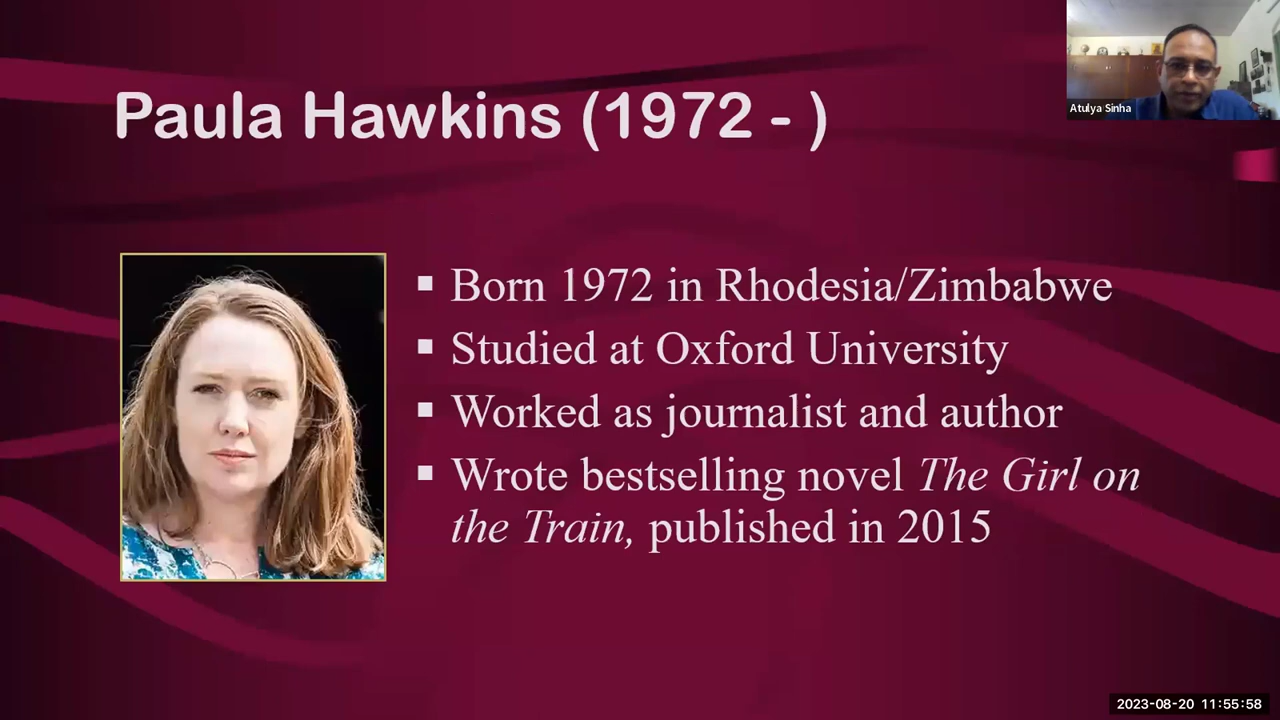 Paula Hawkins (1972 - )
Atulya Sinha
▪ Born 1972 in Rhodesia/Zimbabwe
▪ Studied at Oxford University
▪ Worked as journalist and author
▪ Wrote bestselling novel The Girl on
the Train, published in 2015
2023-08-20 11:55:58